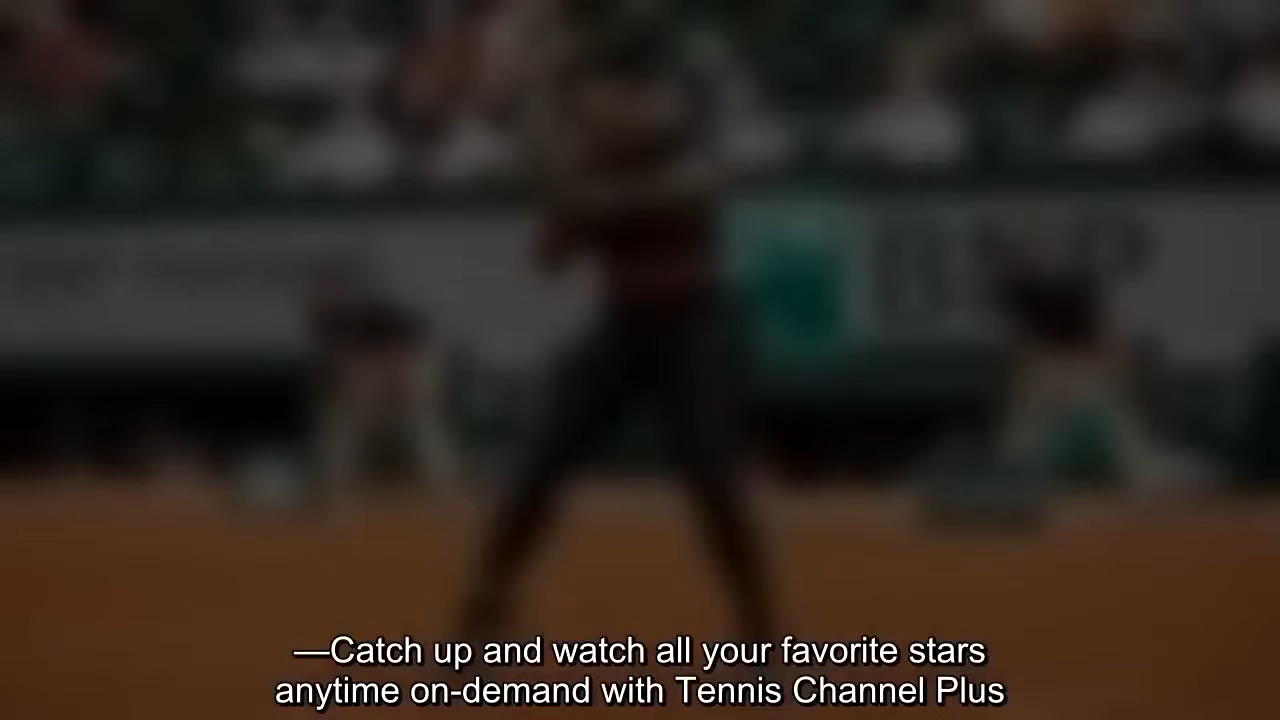 —Catch up and watch all your favorite stars
anytime on-demand with Tennis Channel Plus